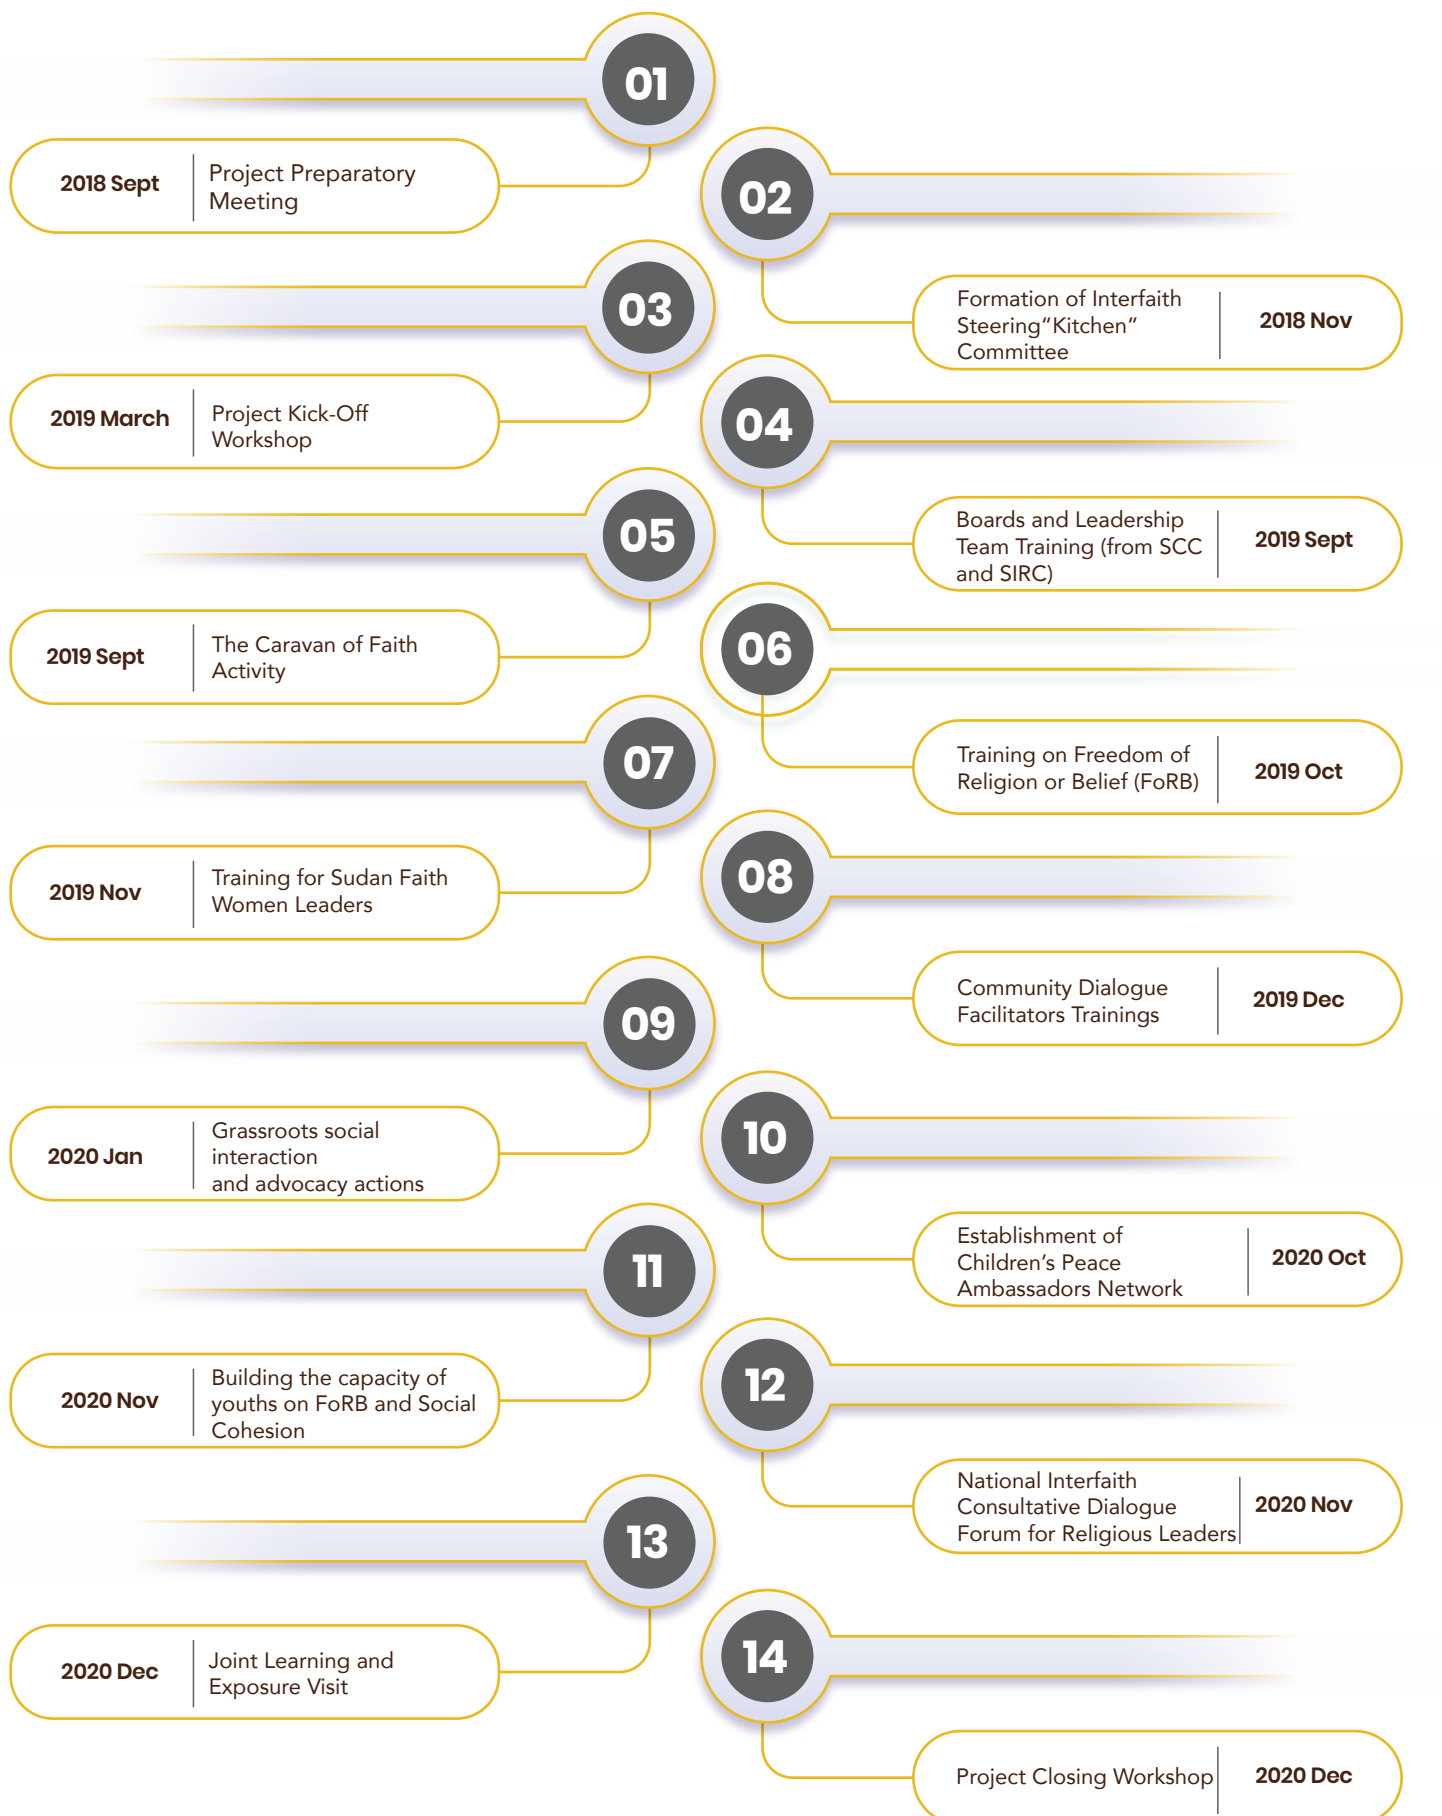 01
2018 Sept
Project Preparatory
Meeting
02
Formation of Interfaith
Steering“Kitchen”
Committee
2018 Nov
03
2019 March
Project Kick-Off
Workshop
04
Boards and Leadership
Team Training (from SCC
and SIRC)
2019 Sept
05
2019 Sept
The Caravan of Faith
Activity
06
Training on Freedom of
Religion or Belief (FoRB)
2019 Oct
07
2019 Nov
Training for Sudan Faith
Women Leaders
08
Community Dialogue
Facilitators Trainings
2019 Dec
09
2020 Jan
Grassroots social
interaction
and advocacy actions
10
Establishment of
Children’s Peace
Ambassadors Network
2020 Oct
11
2020 Nov
Building the capacity of
youths on FoRB and Social
Cohesion
12
National Interfaith
Consultative Dialogue
Forum for Religious Leaders
2020 Nov
13
2020 Dec
Joint Learning and
Exposure Visit
14
Project Closing Workshop
2020 Dec